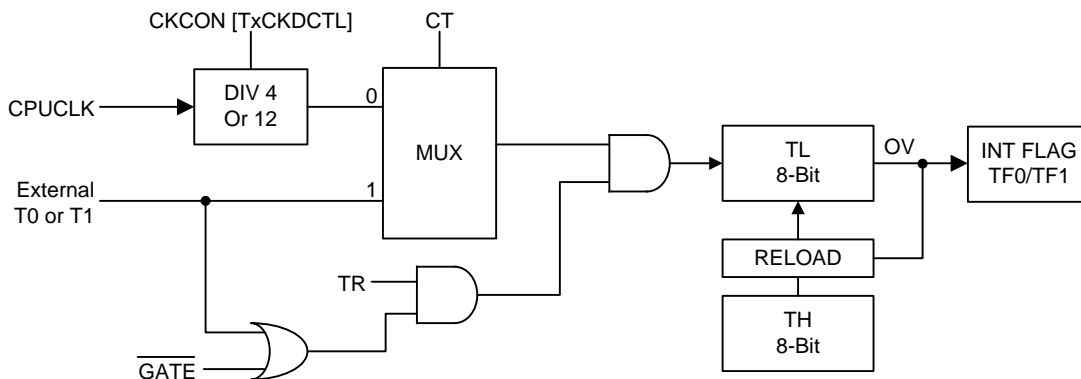 CKCON [TxCKDCTL]
CT
CPUCLK
DIV 4
Or 12
0
MUX
TL
8-Bit
OV
INT FLAG
TF0/TF1
External
T0 or T1
1
RELOAD
TR
TH
8-Bit
GATE